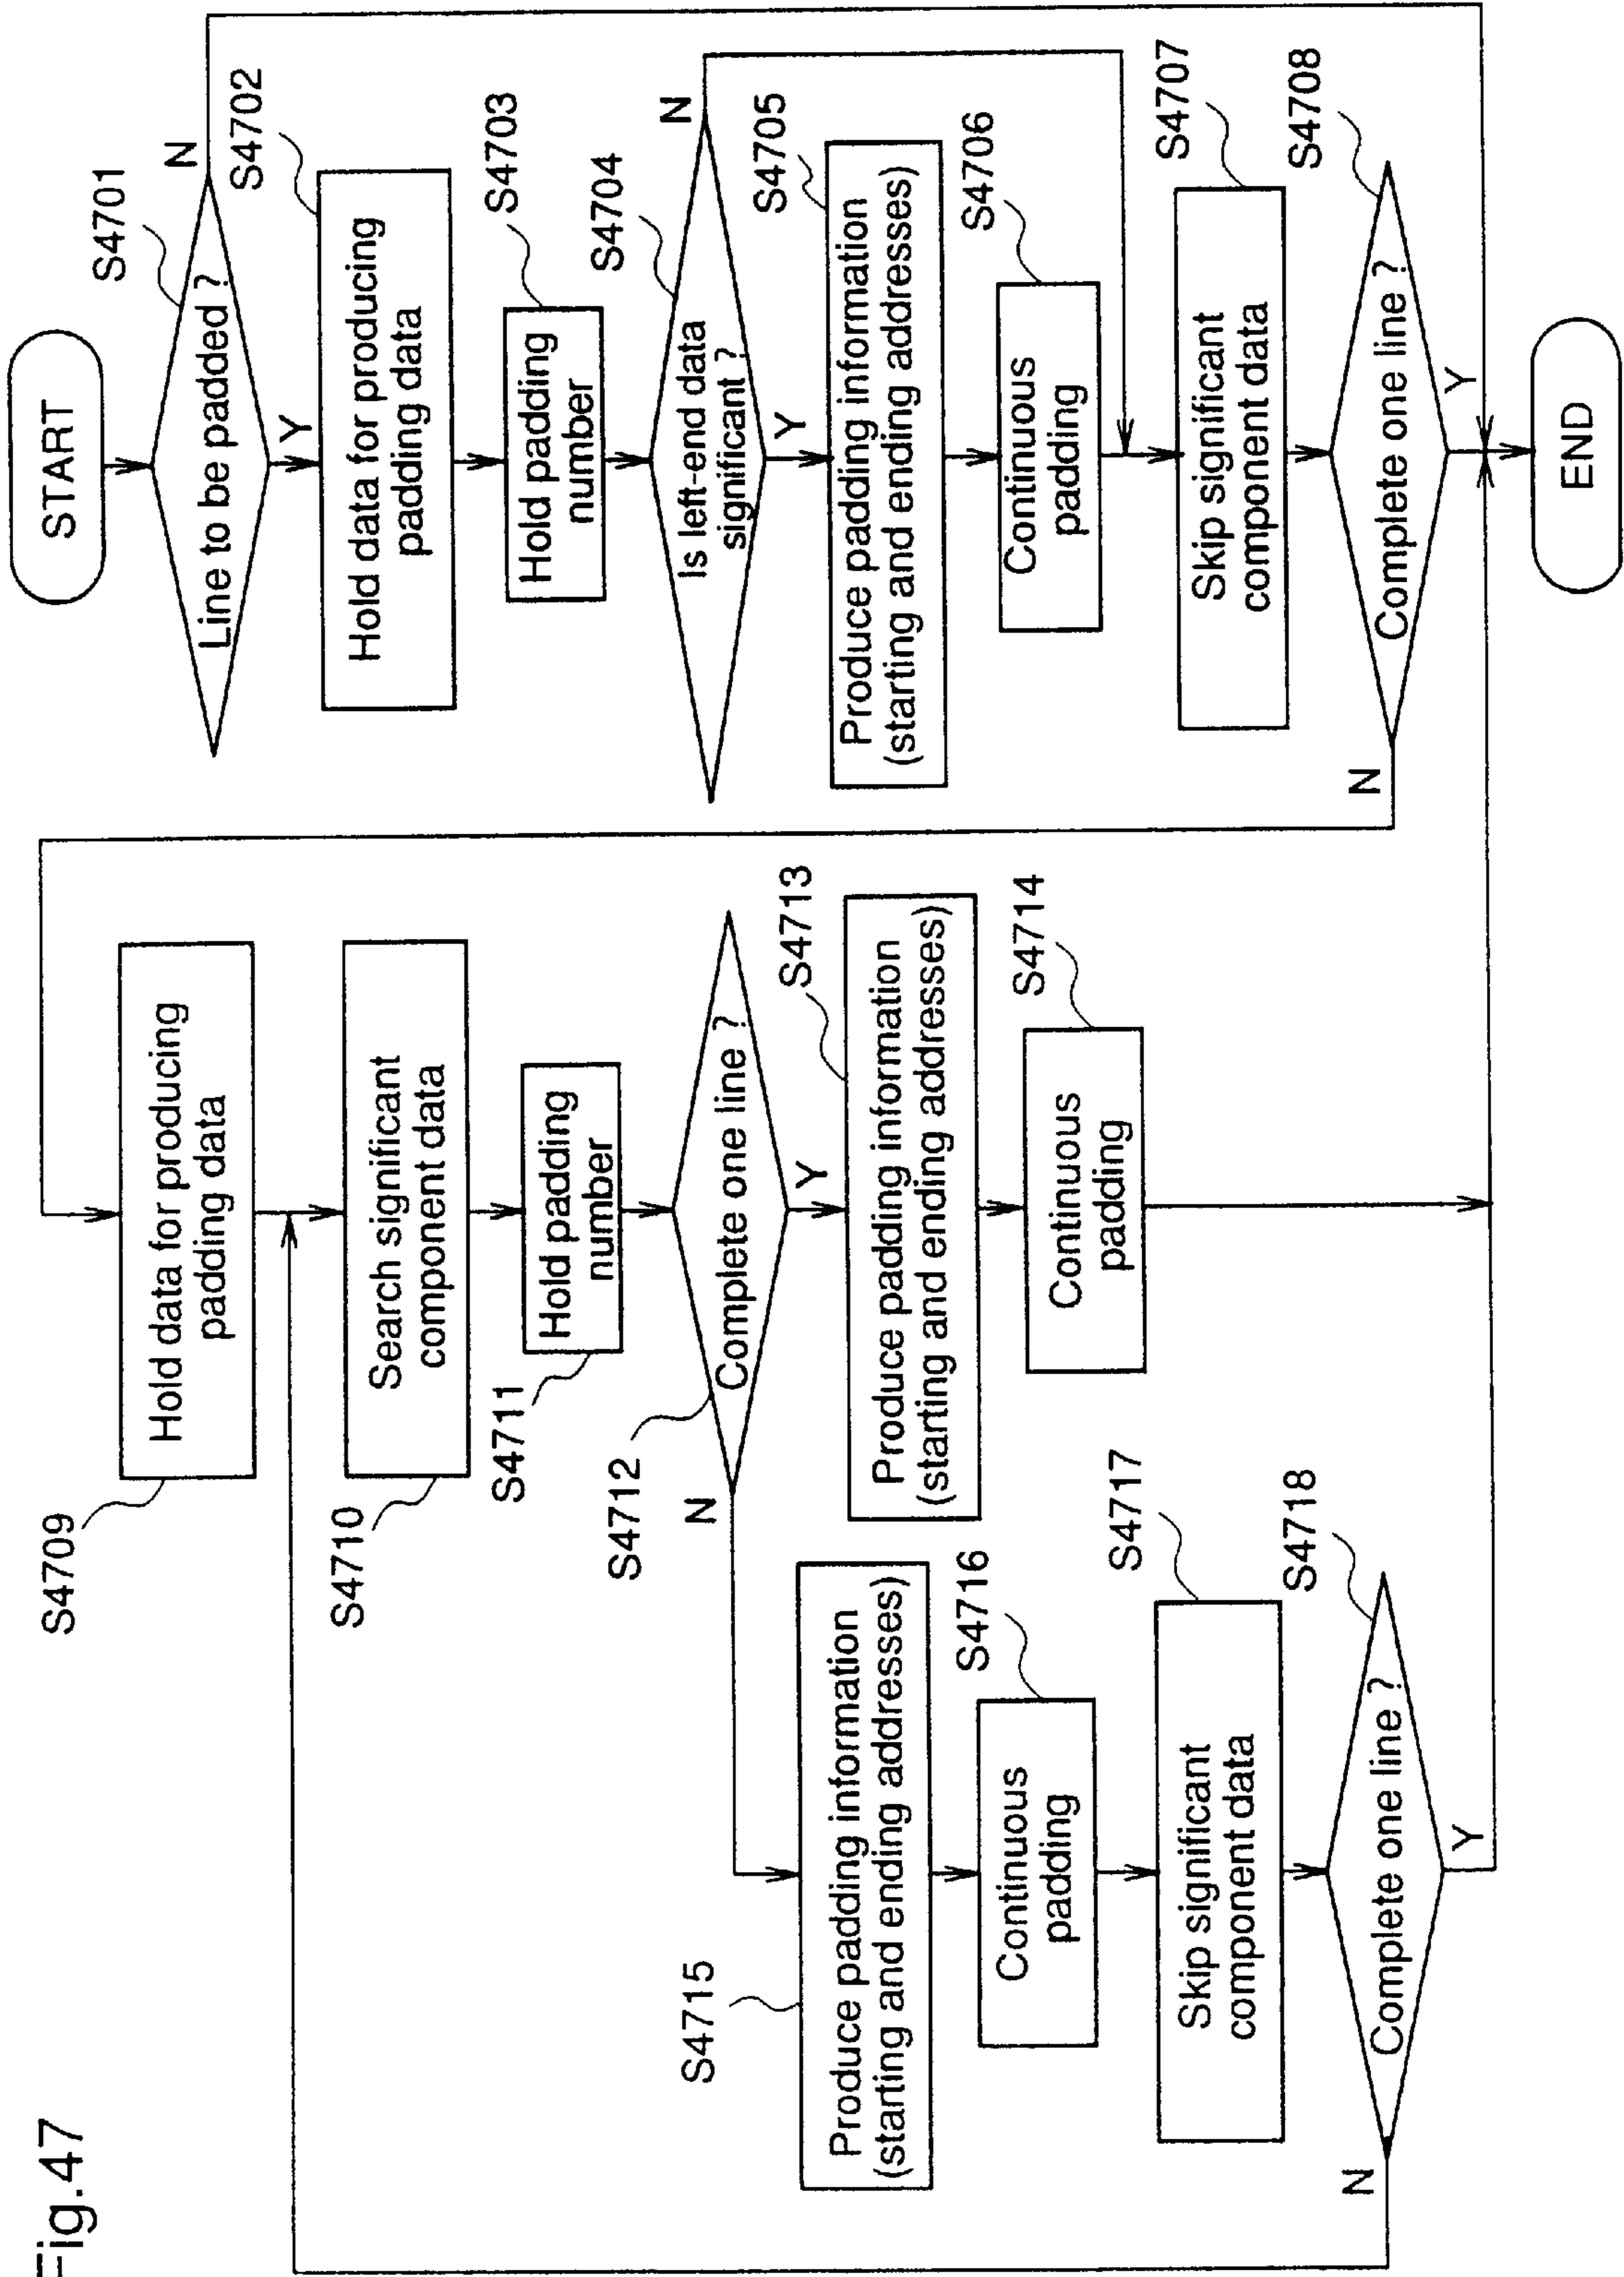 Fig.47
START
S4701
Line to be padded ?
N
Y
S4702
Hold data for producing
padding data
S4703
Hold padding
number
S4704
Is left-end data
significant ?
N
Y
S4705
Produce padding information
(starting and ending addresses)
S4706
Continuous
padding
S4707
Skip significant
component data
S4708
Complete one line ?
N
Y
END
S4709
Hold data for producing
padding data
S4710
Search significant
component data
S4711
Hold padding
number
S4712
Complete one line ?
N
Y
S4713
Produce padding information
(starting and ending addresses)
S4714
Continuous
padding
S4715
Produce padding information
(starting and ending addresses)
S4716
Continuous
padding
S4717
Skip significant
component data
S4718
Complete one line ?
N
Y